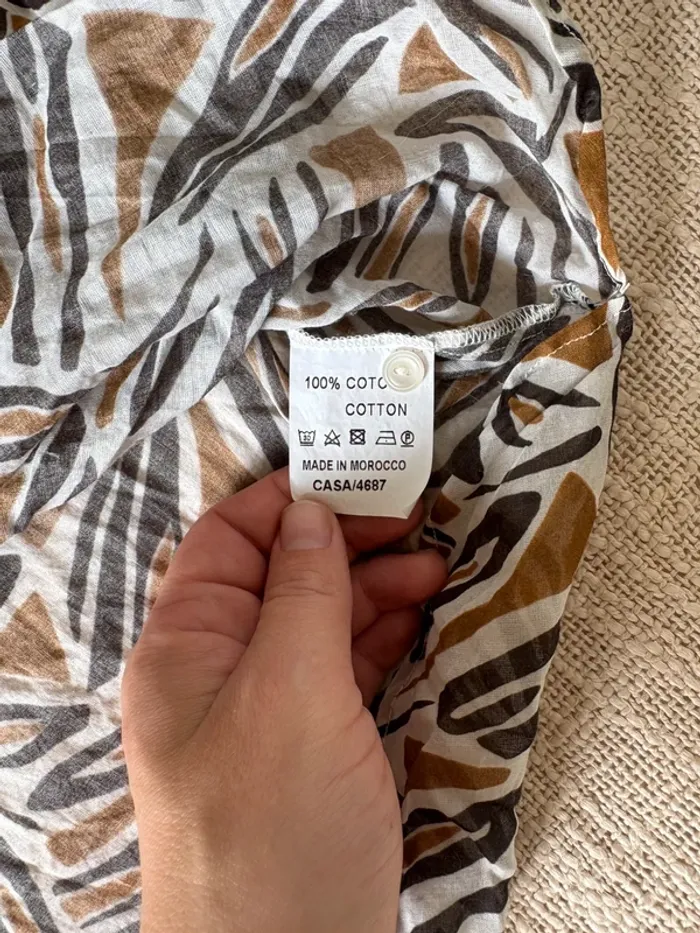 100% COTO
COTTON
MADE IN MOROCCO
CASA/4687